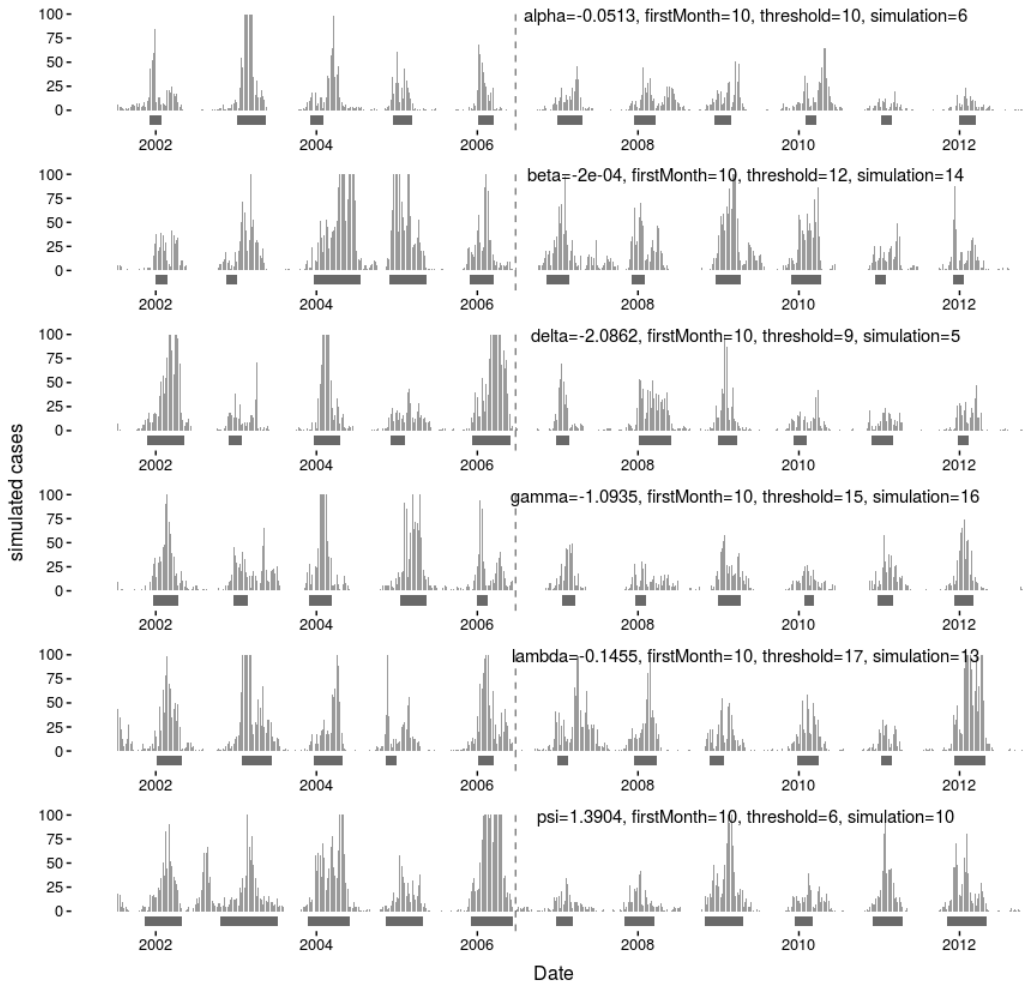 alpha=-0.0513, firstMonth=10, threshold=10, simulation=6
100
75
50
25
0
2002 2004 2006 2008 2010 2012
beta=-2e-04, firstMonth=10, threshold=12, simulation=14
100
75
50
25
0
2002 2004 2006 2008 2010 2012
delta=-2.0862, firstMonth=10, threshold=9, simulation=5
100
75
50
25
0
2002 2004 2006 2008 2010 2012
simulated cases
gamma=-1.0935, firstMonth=10, threshold=15, simulation=16
100
75
50
25
0
2002 2004 2006 2008 2010 2012
lambda=-0.1455, firstMonth=10, threshold=17, simulation=13
100
75
50
25
0
2002 2004 2006 2008 2010 2012
psi=1.3904, firstMonth=10, threshold=6, simulation=10
100
75
50
25
0
2002 2004 2006 2008 2010 2012
Date